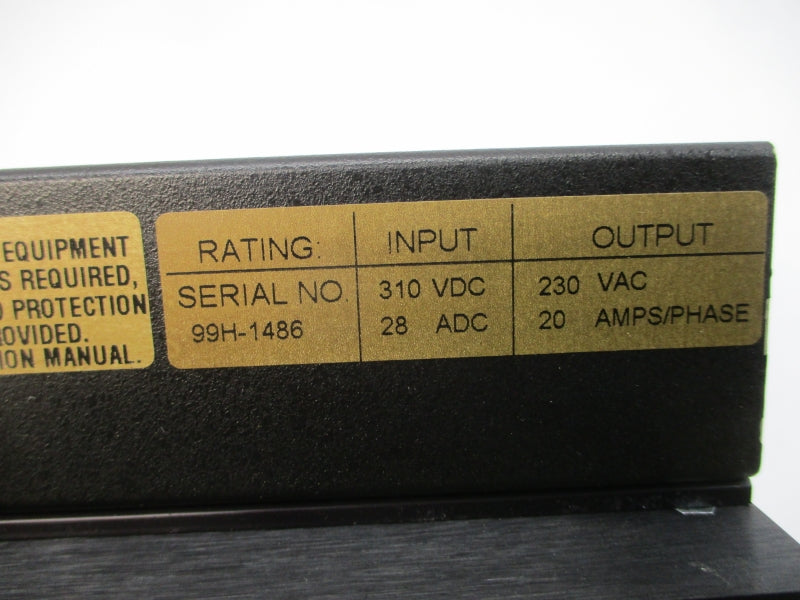 EQUIPMENT
S REQUIRED,
PROTECTION
ROVIDED.
ION MANUAL.
RATING: INPUT OUTPUT
SERIAL NO. 310 VDC 230 VAC
99H-1486 28 ADC 20 AMPS/PHASE